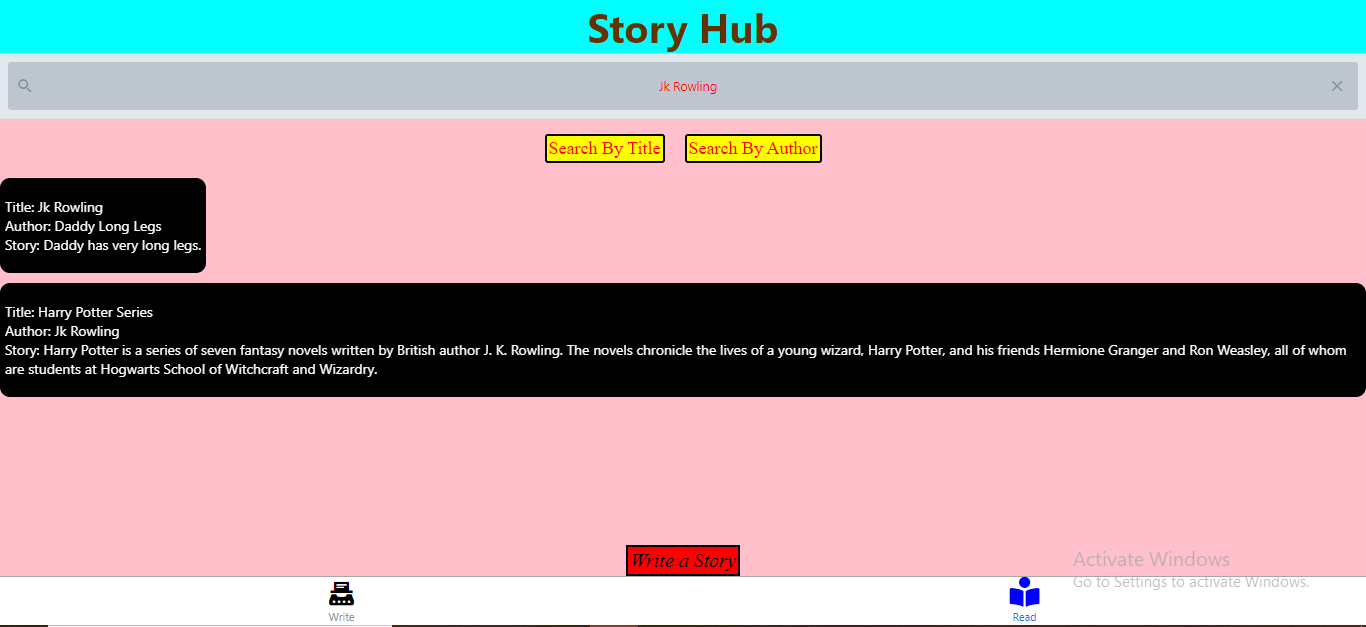 Story Hub
Jk Rowling
Search By Title
Search By Author
Title: Jk Rowling
Author: Daddy Long Legs
Story: Daddy has very long legs.
Title: Harry Potter Series
Author: Jk Rowling
Story: Harry Potter is a series of seven fantasy novels written by British author J. K. Rowling. The novels chronicle the lives of a young wizard, Harry Potter, and his friends Hermione Granger and Ron Weasley, all of whom
are students at Hogwarts School of Witchcraft and Wizardry.
Write a Story
Activate Windows
Go to Settings to activate Windows.
Write
Read